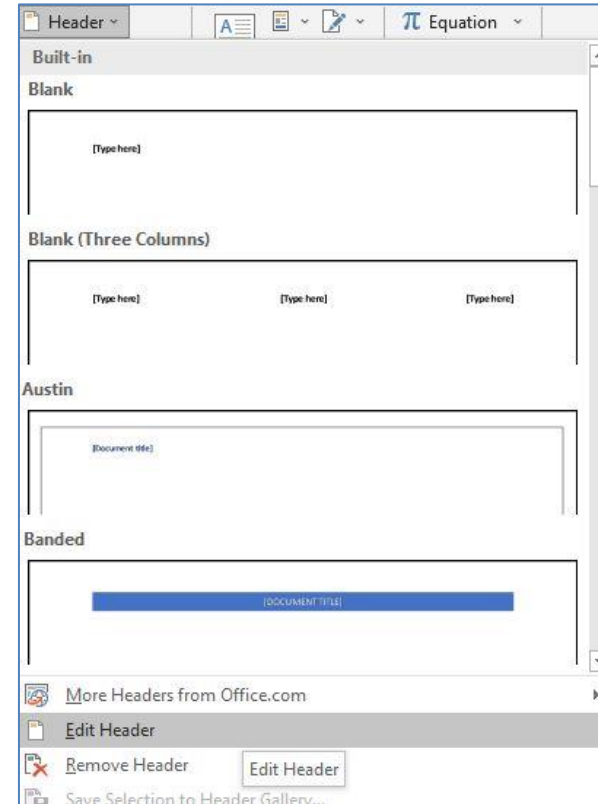 Header A π Equation
Built-in
Blank
[Type here]
Blank (Three Columns)
[Type here] [Type here] [Type here]
Austin
[Document title]
Banded
[DOCUMENT TITLE]
More Headers from Office.com
Edit Header
Remove Header
Edit Header
Save Selection to Header Gallery...